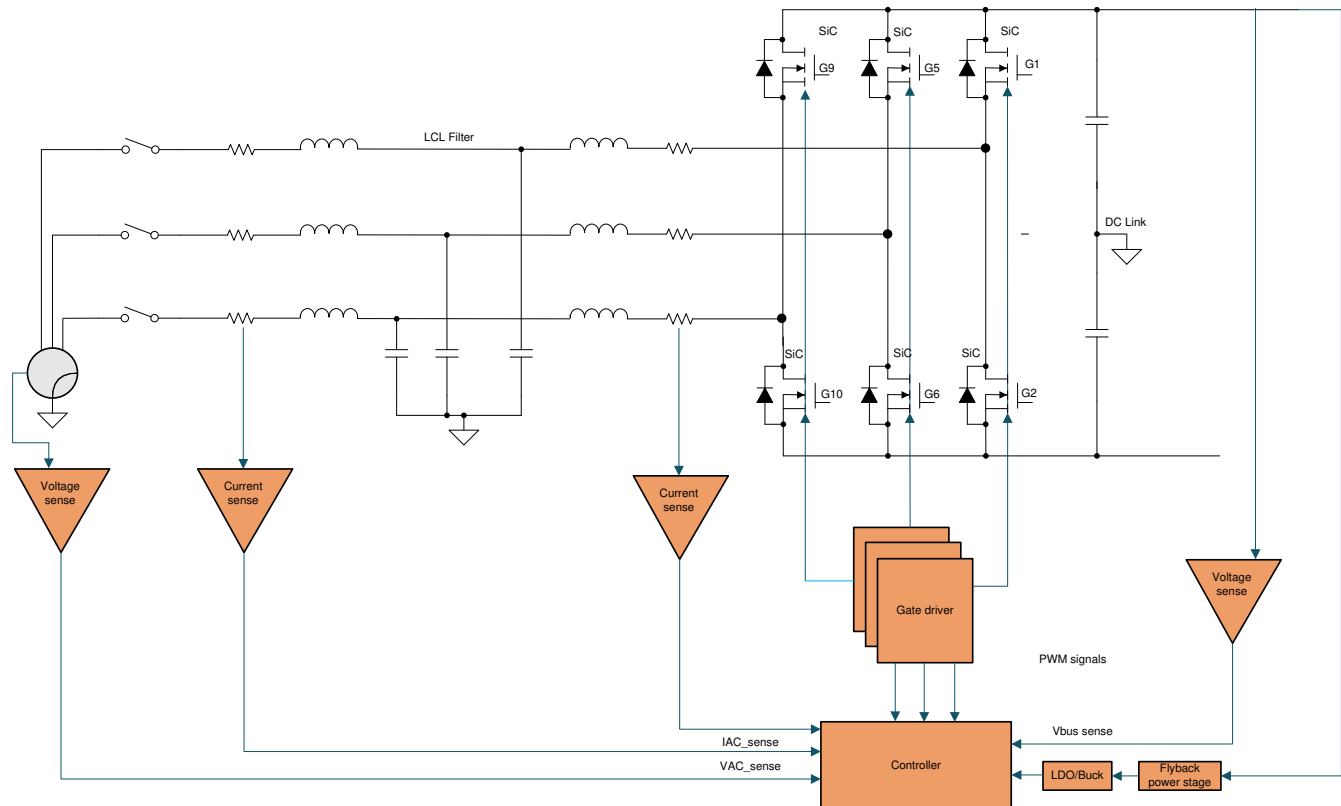 SiC
SiC
SiC
G9
G5
G1
LCL Filter
DC Link
SiC
SiC
SiC
G10
G6
G2
Voltage
sense
Current
sense
Current
sense
Voltage
sense
Gate driver
PWM signals
Vbus sense
IAC_sense
VAC_sense
Controller
LDO/Buck
Flyback
power stage